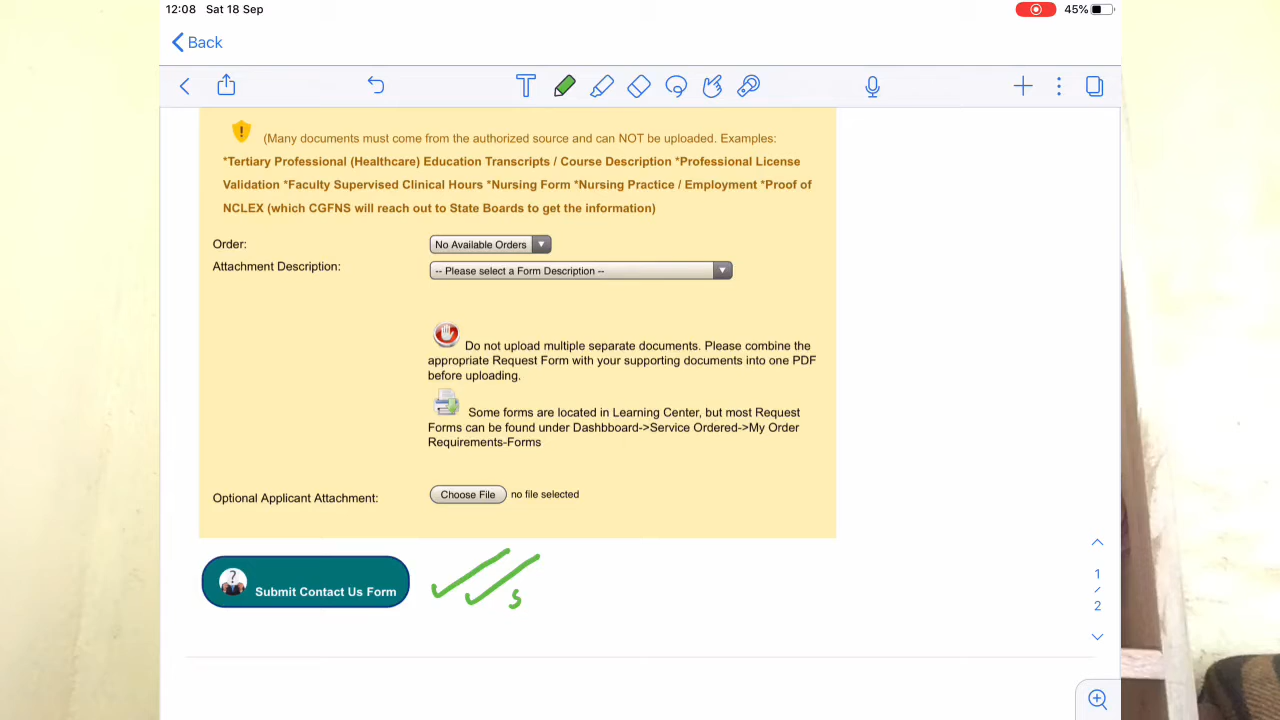 12:08 Sat 18 Sep
45%
Back
T
(Many documents must come from the authorized source and can NOT be uploaded. Examples:
*Tertiary Professional (Healthcare) Education Transcripts / Course Description *Professional License
Validation *Faculty Supervised Clinical Hours *Nursing Form *Nursing Practice / Employment *Proof of
NCLEX (which CGFNS will reach out to State Boards to get the information)
Order:
No Available Orders
Attachment Description:
-- Please select a Form Description --
Do not upload multiple separate documents. Please combine the
appropriate Request Form with your supporting documents into one PDF
before uploading.
Some forms are located in Learning Center, but most Request
Forms can be found under Dashbboard->Service Ordered->My Order
Requirements-Forms
Optional Applicant Attachment:
Choose File no file selected
Submit Contact Us Form
s
1
/
2